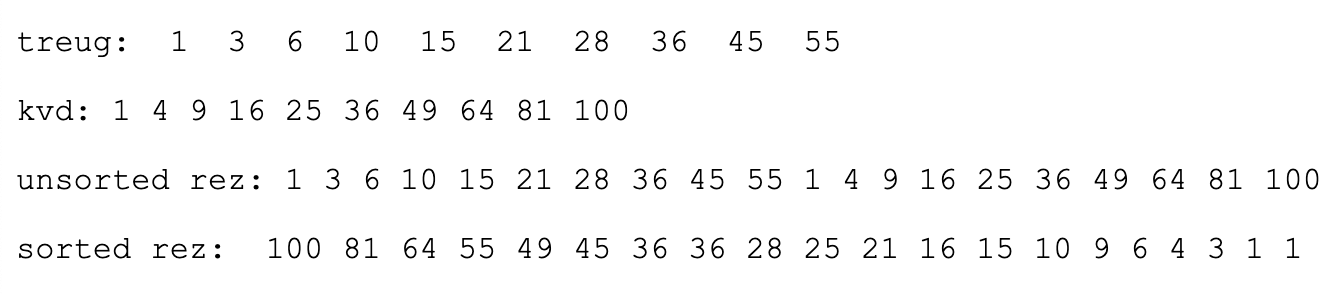 treug:  1  3  6  10  15  21  28  36  45  55
kvd: 1 4 9 16 25 36 49 64 81 100
unsorted rez: 1 3 6 10 15 21 28 36 45 55 1 4 9 16 25 36 49 64 81 100
sorted rez:  100 81 64 55 49 45 36 36 28 25 21 16 15 10 9 6 4 3 1 1